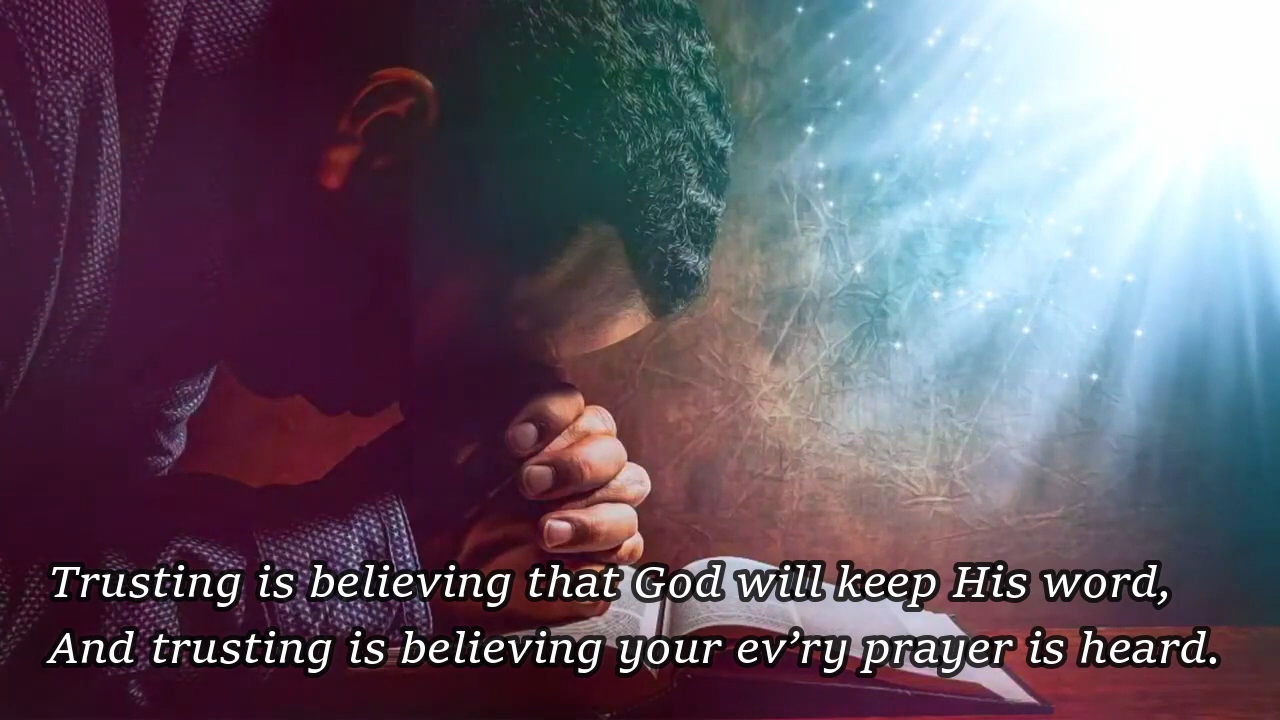 Trusting is believing that God will keep His word,
And trusting is believing your ev’ry prayer is heard.